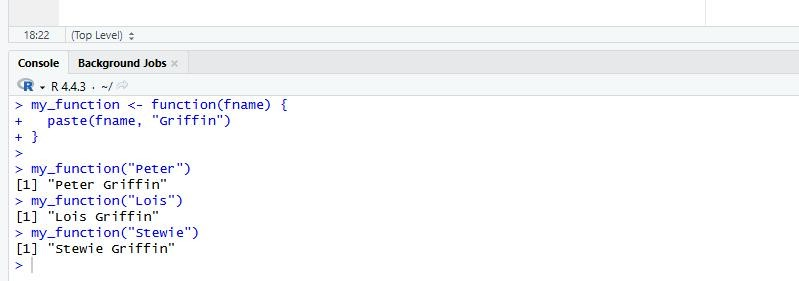 18:22 (Top Level)
Console Background Jobs
R R 4.4.3 · ~/
> my_function <- function(fname) {
+   paste(fname, "Griffin")
+ }
>
> my_function("Peter")
[1] "Peter Griffin"
> my_function("Lois")
[1] "Lois Griffin"
> my_function("Stewie")
[1] "Stewie Griffin"
>